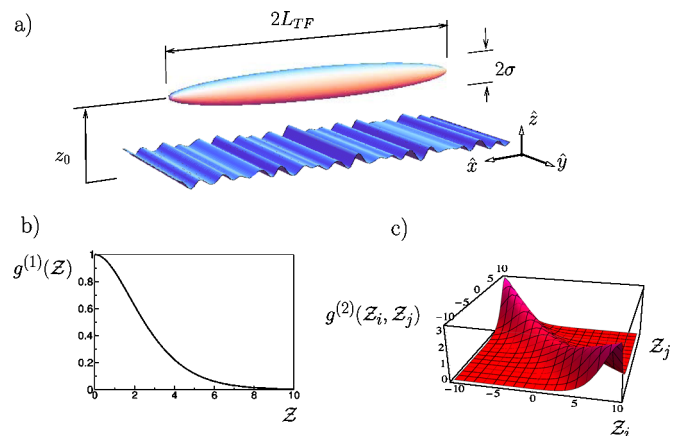 a)
2L_{TF}
2σ
z_0
ẑ
x̂
ŷ
b)
g^{(1)}(𝒵)
1
0.8
0.6
0.4
0.2
0
0 2 4 6 8 10
𝒵
c)
g^{(2)}(𝒵_i, 𝒵_j)
10
5
0
−5
−10
3
2
1
0
−10 −5 0 5 10
𝒵_j
𝒵_i